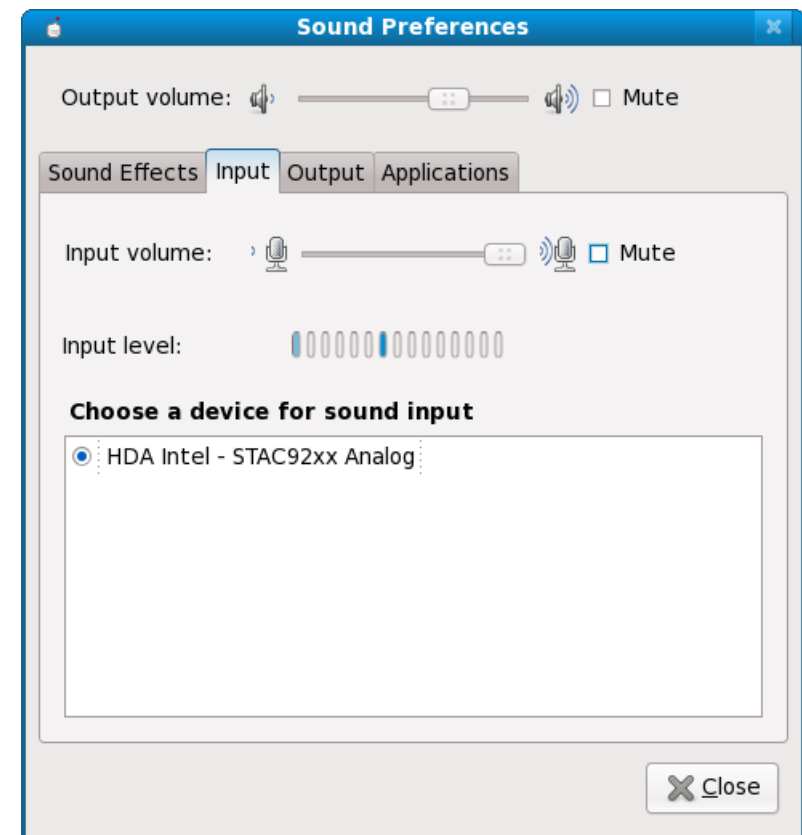 Sound Preferences
Output volume: Mute
Sound Effects Input Output Applications
Input volume: Mute
Input level:
Choose a device for sound input
HDA Intel - STAC92xx Analog
Close